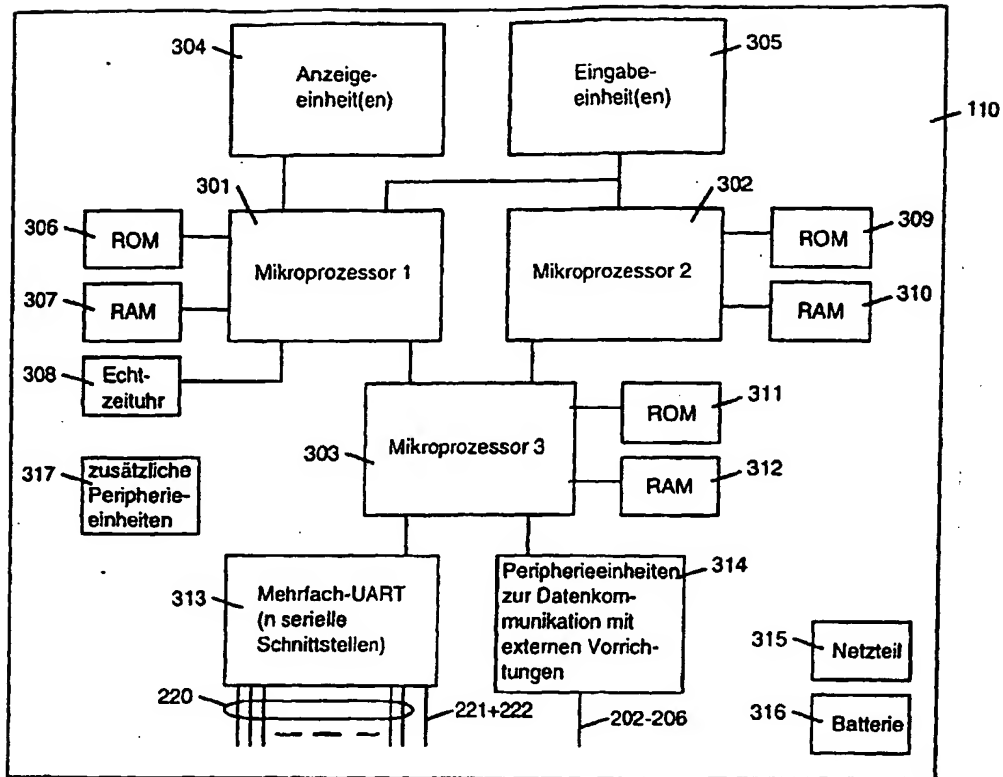 304
Anzeige-
einheit(en)
305
Eingabe-
einheit(en)
110
301
302
306
ROM
Mikroprozessor 1
Mikroprozessor 2
ROM
309
307
RAM
RAM
310
308
Echt-
zeituhr
303
Mikroprozessor 3
ROM
311
RAM
312
317
zusätzliche
Peripherie-
einheiten
313
Mehrfach-UART
(n serielle
Schnittstellen)
Peripherieeinheiten
zur Datenkom-
munikation mit
externen Vorrich-
tungen
314
315
Netzteil
220
221+222
202-206
316
Batterie